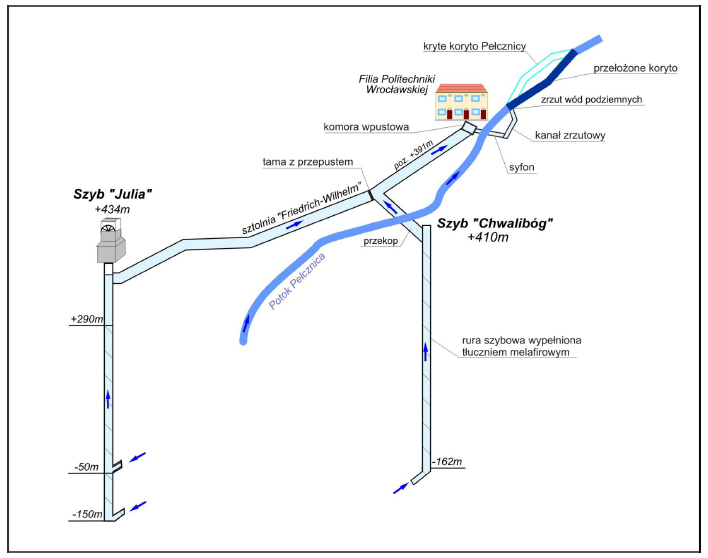 kryte koryto Pełcznicy
przełożone koryto
Filia Politechniki
Wrocławskiej
zrzut wód podziemnych
komora wpustowa
kanał zrzutowy
poz. +391m
tama z przepustem
syfon
Szyb "Julia"
+434m
sztolnia "Friedrich-Wilhelm"
Szyb "Chwalibóg"
+410m
przekop
Potok Pełcznica
+290m
rura szybowa wypełniona
tłuczniem melafirowym
-50m
-162m
-150m